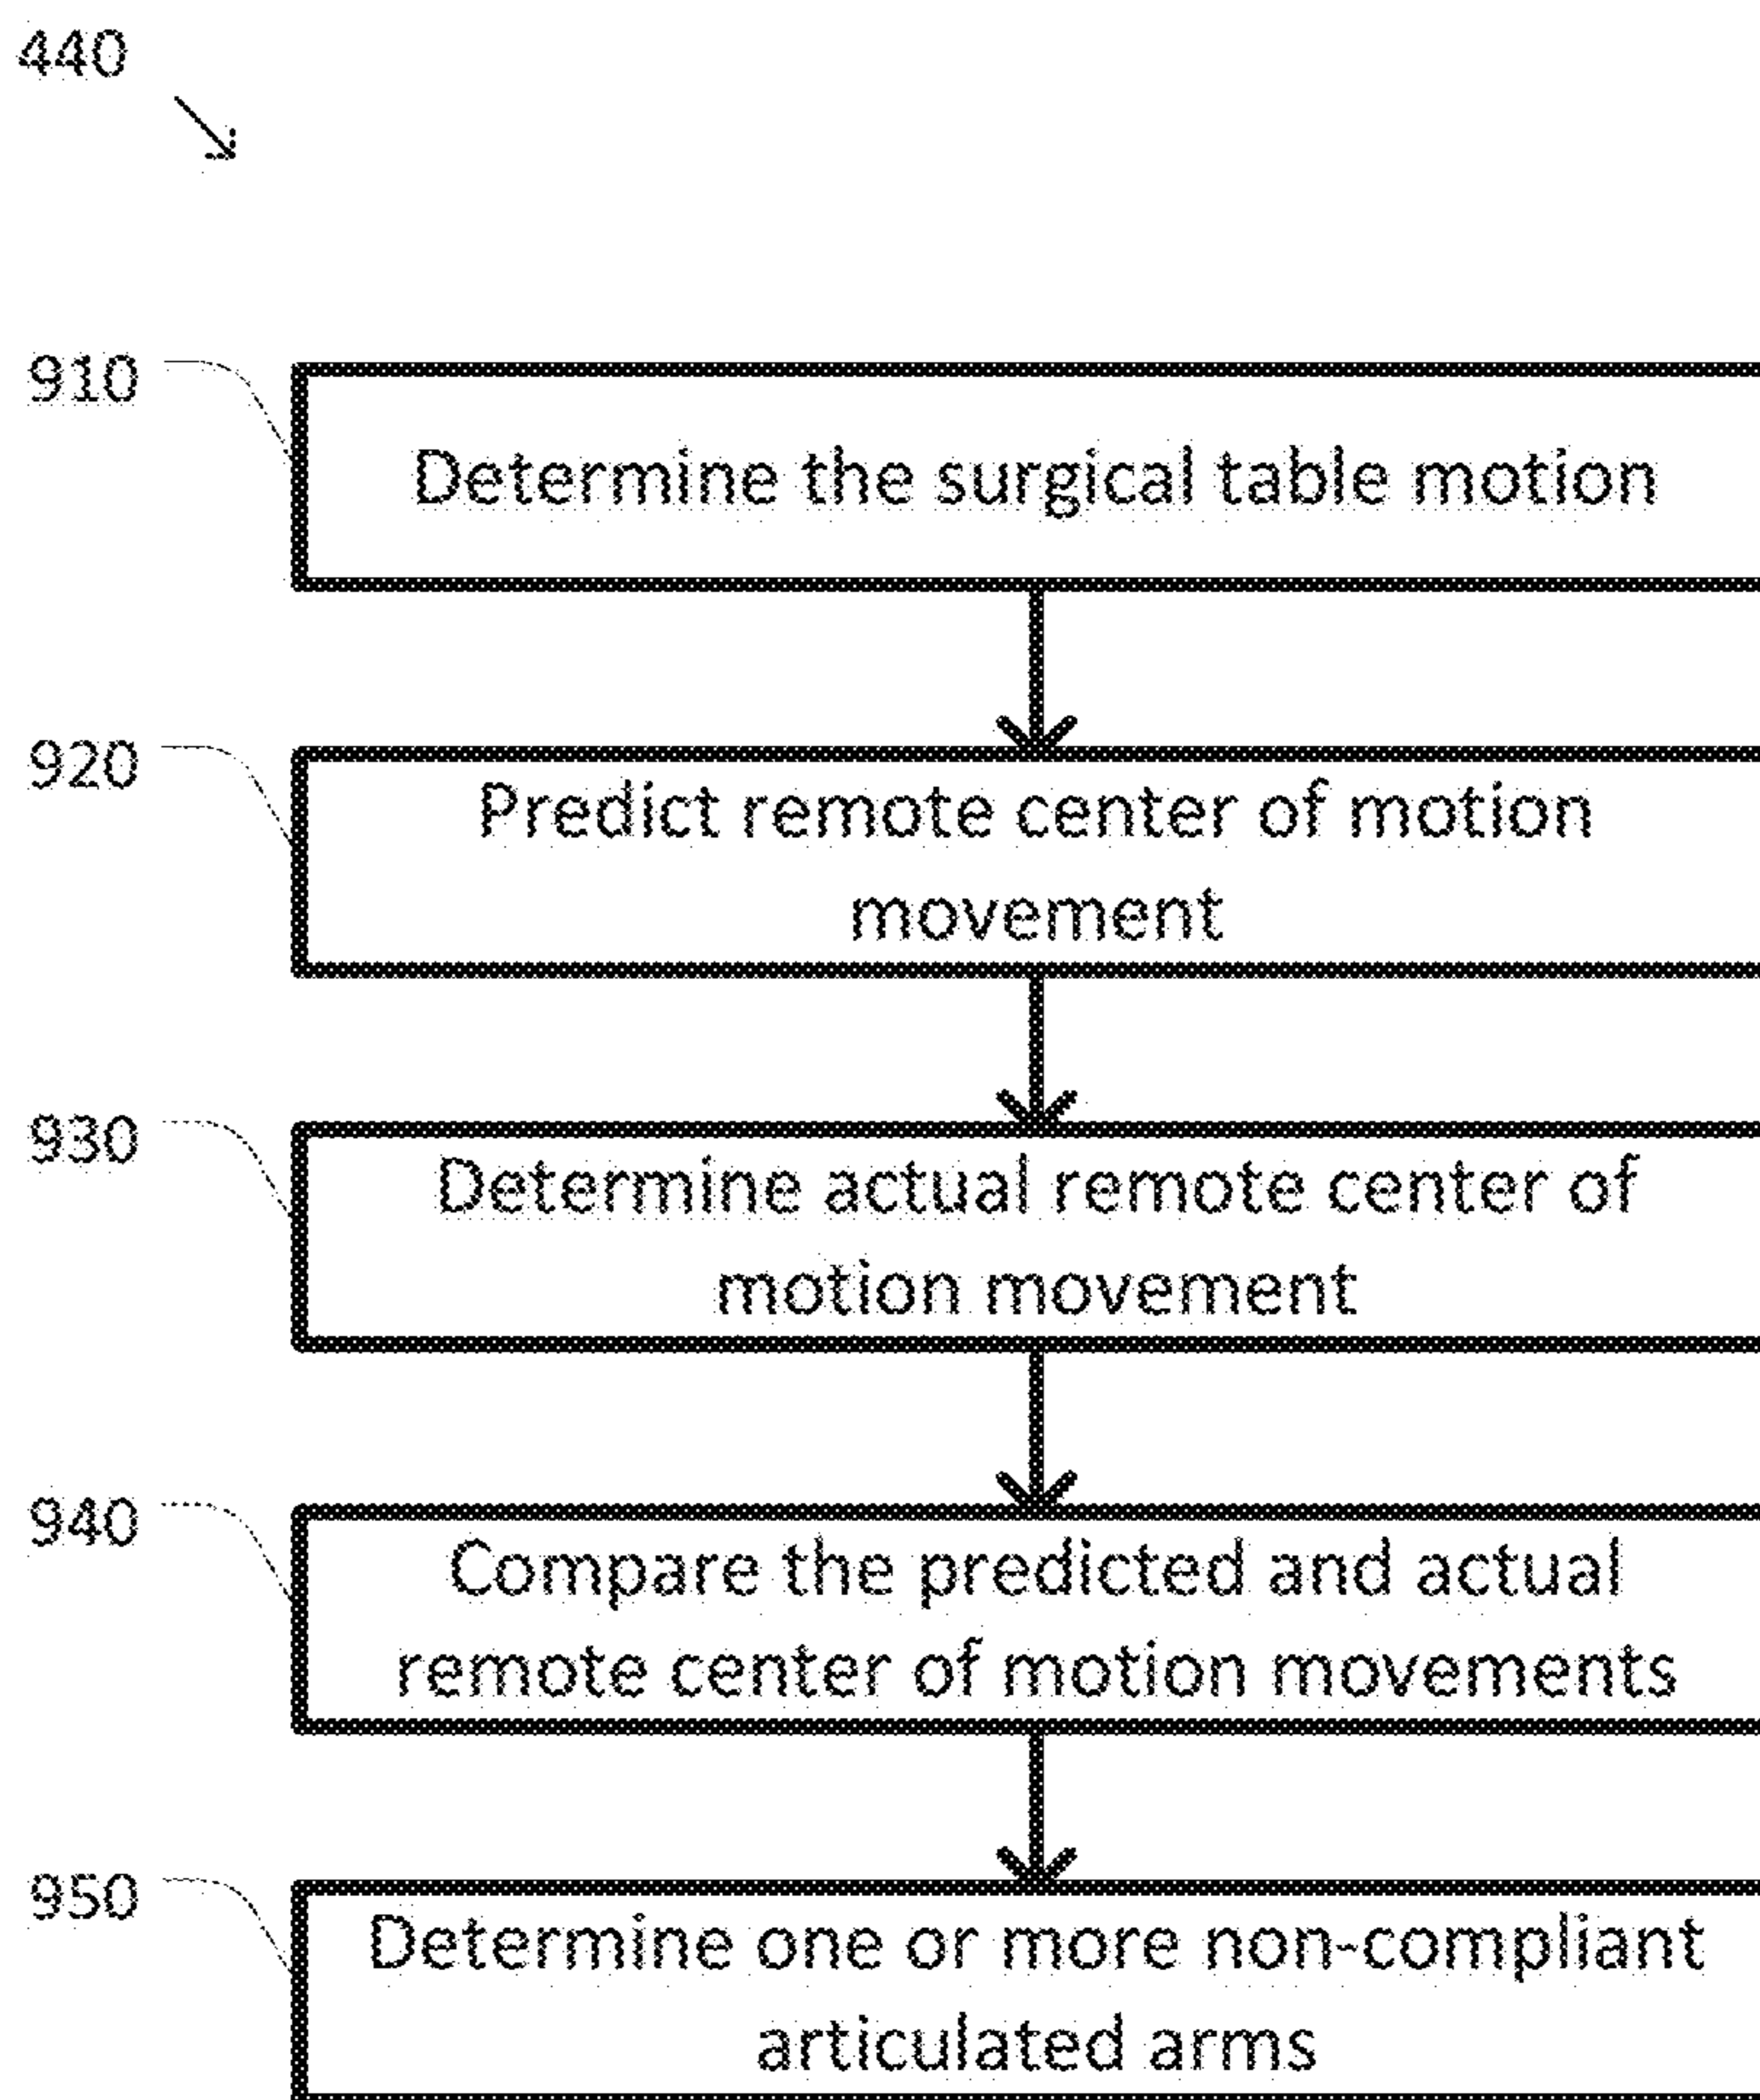 440
910
Determine the surgical table motion
920
Predict remote center of motion
movement
930
Determine actual remote center of
motion movement
940
Compare the predicted and actual
remote center of motion movements
950
Determine one or more non-compliant
articulated arms